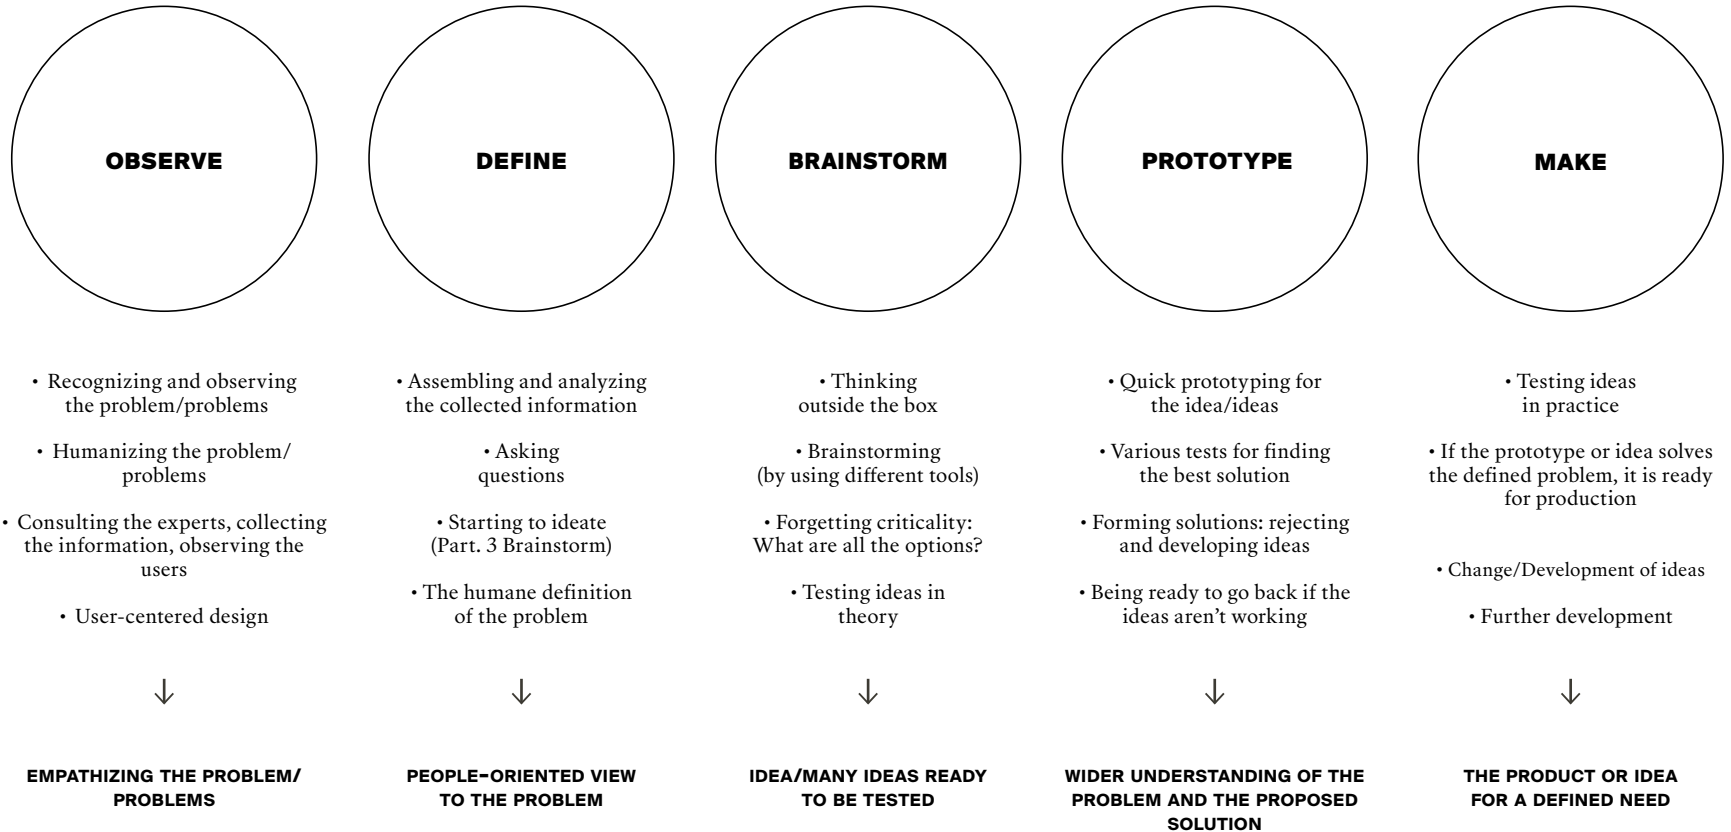 OBSERVE
• Recognizing and observing
the problem/problems
• Humanizing the problem/
problems
• Consulting the experts, collecting
the information, observing the
users
• User-centered design
↓
EMPATHIZING THE PROBLEM/
PROBLEMS
DEFINE
• Assembling and analyzing
the collected information
• Asking
questions
• Starting to ideate
(Part. 3 Brainstorm)
• The humane definition
of the problem
↓
PEOPLE-ORIENTED VIEW
TO THE PROBLEM
BRAINSTORM
• Thinking
outside the box
• Brainstorming
(by using different tools)
• Forgetting criticality:
What are all the options?
• Testing ideas in
theory
↓
IDEA/MANY IDEAS READY
TO BE TESTED
PROTOTYPE
• Quick prototyping for
the idea/ideas
• Various tests for finding
the best solution
• Forming solutions: rejecting
and developing ideas
• Being ready to go back if the
ideas aren't working
↓
WIDER UNDERSTANDING OF THE
PROBLEM AND THE PROPOSED
SOLUTION
MAKE
• Testing ideas
in practice
• If the prototype or idea solves
the defined problem, it is ready
for production
• Change/Development of ideas
• Further development
↓
THE PRODUCT OR IDEA
FOR A DEFINED NEED